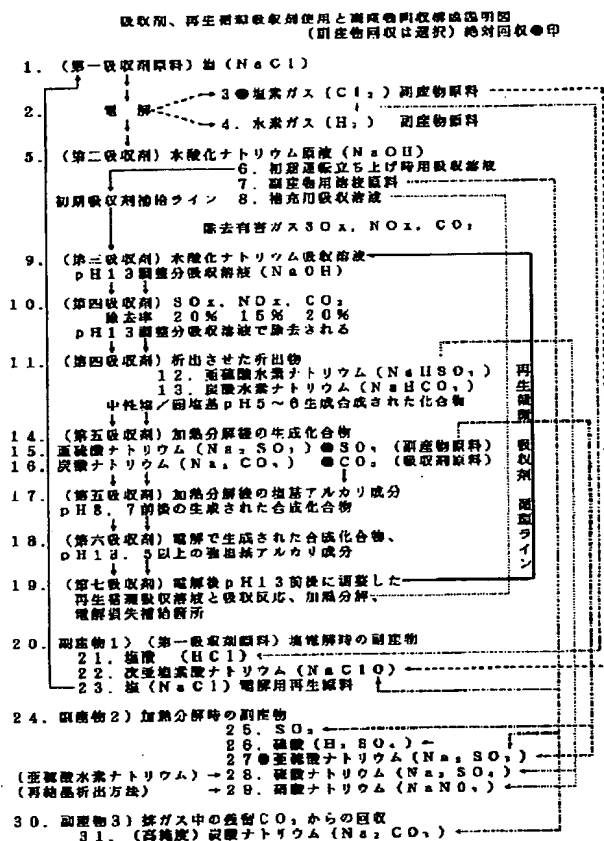 吸収剤、再生循環吸収剤使用と副産物回収構成説明図
(副産物回収は選択)絶対回収●印
1. (第一吸収剤原料)塩(NaCl)
2. 電解
3●塩素ガス(Cl₂)副産物原料
4. 水素ガス(H₂) 副産物原料
5. (第二吸収剤)水酸化ナトリウム原液(NaOH)
6. 初期運転立ち上げ時用吸収溶液
7. 副産物用溶液原料
初期吸収剤補給ライン 8. 補充用吸収溶液
除去有害ガスSOx, NOx, CO₂
9. (第三吸収剤)水酸化ナトリウム吸収溶液
pH13調整分吸収溶液(NaOH)
10. (第四吸収剤)SOx, NOx, CO₂
除去率 20% 15% 20%
pH13調整分吸収溶液で除去される
11. (第四吸収剤)析出させた析出物
12. 亜硫酸水素ナトリウム(NaHSO₃)
13. 炭酸水素ナトリウム(NaHCO₃)
中性塩/弱塩基pH5~6生成合成された化合物
14. (第五吸収剤)加熱分解後の生成化合物
15. 亜硫酸ナトリウム(Na₂SO₃)●SO₂(副産物原料)
16. 炭酸ナトリウム(Na₂CO₃)●CO₂(吸収剤原料)
17. (第五吸収剤)加熱分解後の塩基アルカリ成分
pH8.7前後の生成された合成化合物
18. (第六吸収剤)電解で生成された合成化合物、
pH13.5以上の強塩基アルカリ成分
19. (第七吸収剤)電解後pH13前後に調整した
再生循環吸収溶液と吸収反応、加熱分解、
電解損失補給箇所
再生循環 吸収剤 循環ライン
20. 副産物1)(第一吸収剤原料)塩電解時の副産物
21. 塩酸 (HCl)
22. 次亜塩素酸ナトリウム(NaClO)
23. 塩(NaCl)電解用再生原料
24. 副産物2)加熱分解時の副産物
25. SO₂
26. 硫酸(H₂SO₄)
27●亜硫酸ナトリウム(Na₂SO₃)
(亜硫酸水素ナトリウム)→28. 硫酸ナトリウム(Na₂SO₄)
(再結晶析出方法) →29. 硝酸ナトリウム(NaNO₃)
30. 副産物3)排ガス中の残留CO₂からの回収
31. (高純度)炭酸ナトリウム(Na₂CO₃)